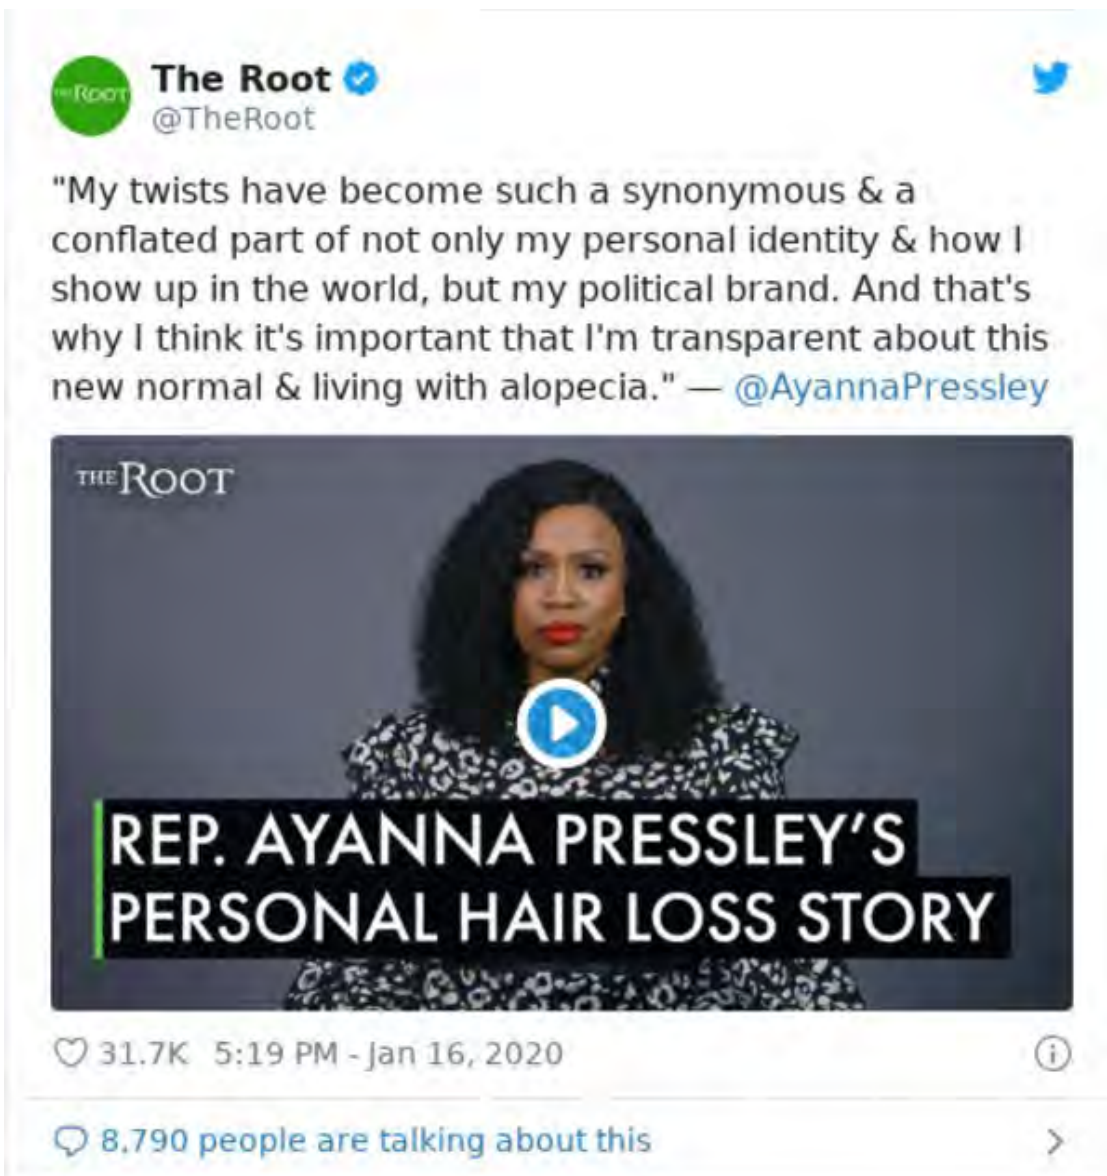 THE ROOT
The Root
@TheRoot
"My twists have become such a synonymous & a
conflated part of not only my personal identity & how I
show up in the world, but my political brand. And that's
why I think it's important that I'm transparent about this
new normal & living with alopecia." — @AyannaPressley
THE ROOT
REP. AYANNA PRESSLEY'S
PERSONAL HAIR LOSS STORY
31.7K 5:19 PM - Jan 16, 2020
8,790 people are talking about this